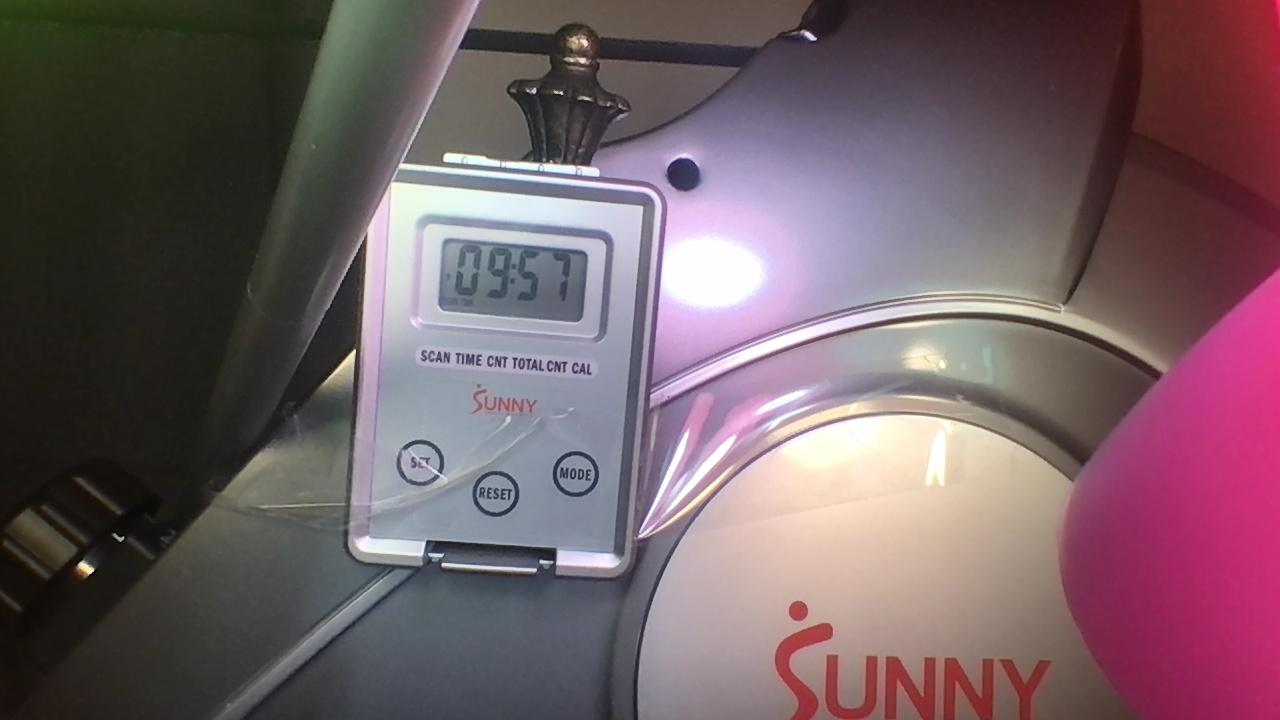 09:57
SCAN TIME CNT TOTAL CNT CAL
SUNNY
SET
RESET
MODE
SUNNY